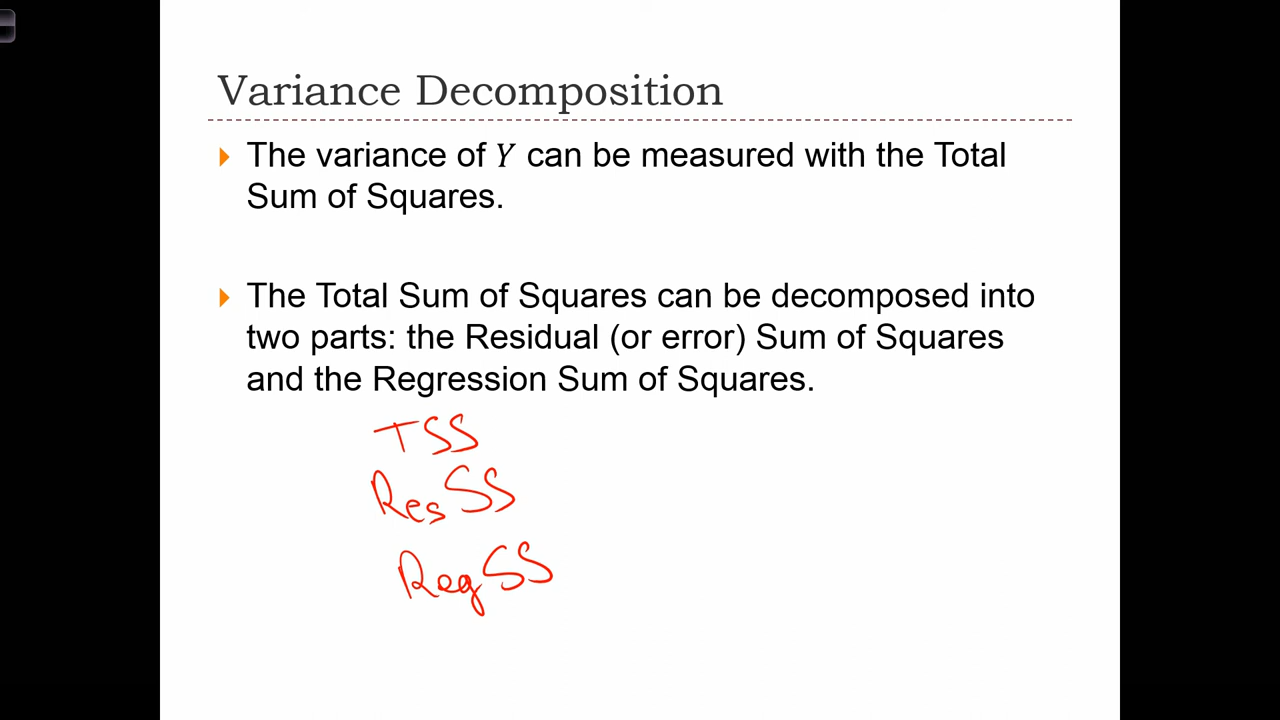 Variance Decomposition
The variance of Y can be measured with the Total
Sum of Squares.
The Total Sum of Squares can be decomposed into
two parts: the Residual (or error) Sum of Squares
and the Regression Sum of Squares.
TSS
ResSS
RegSS